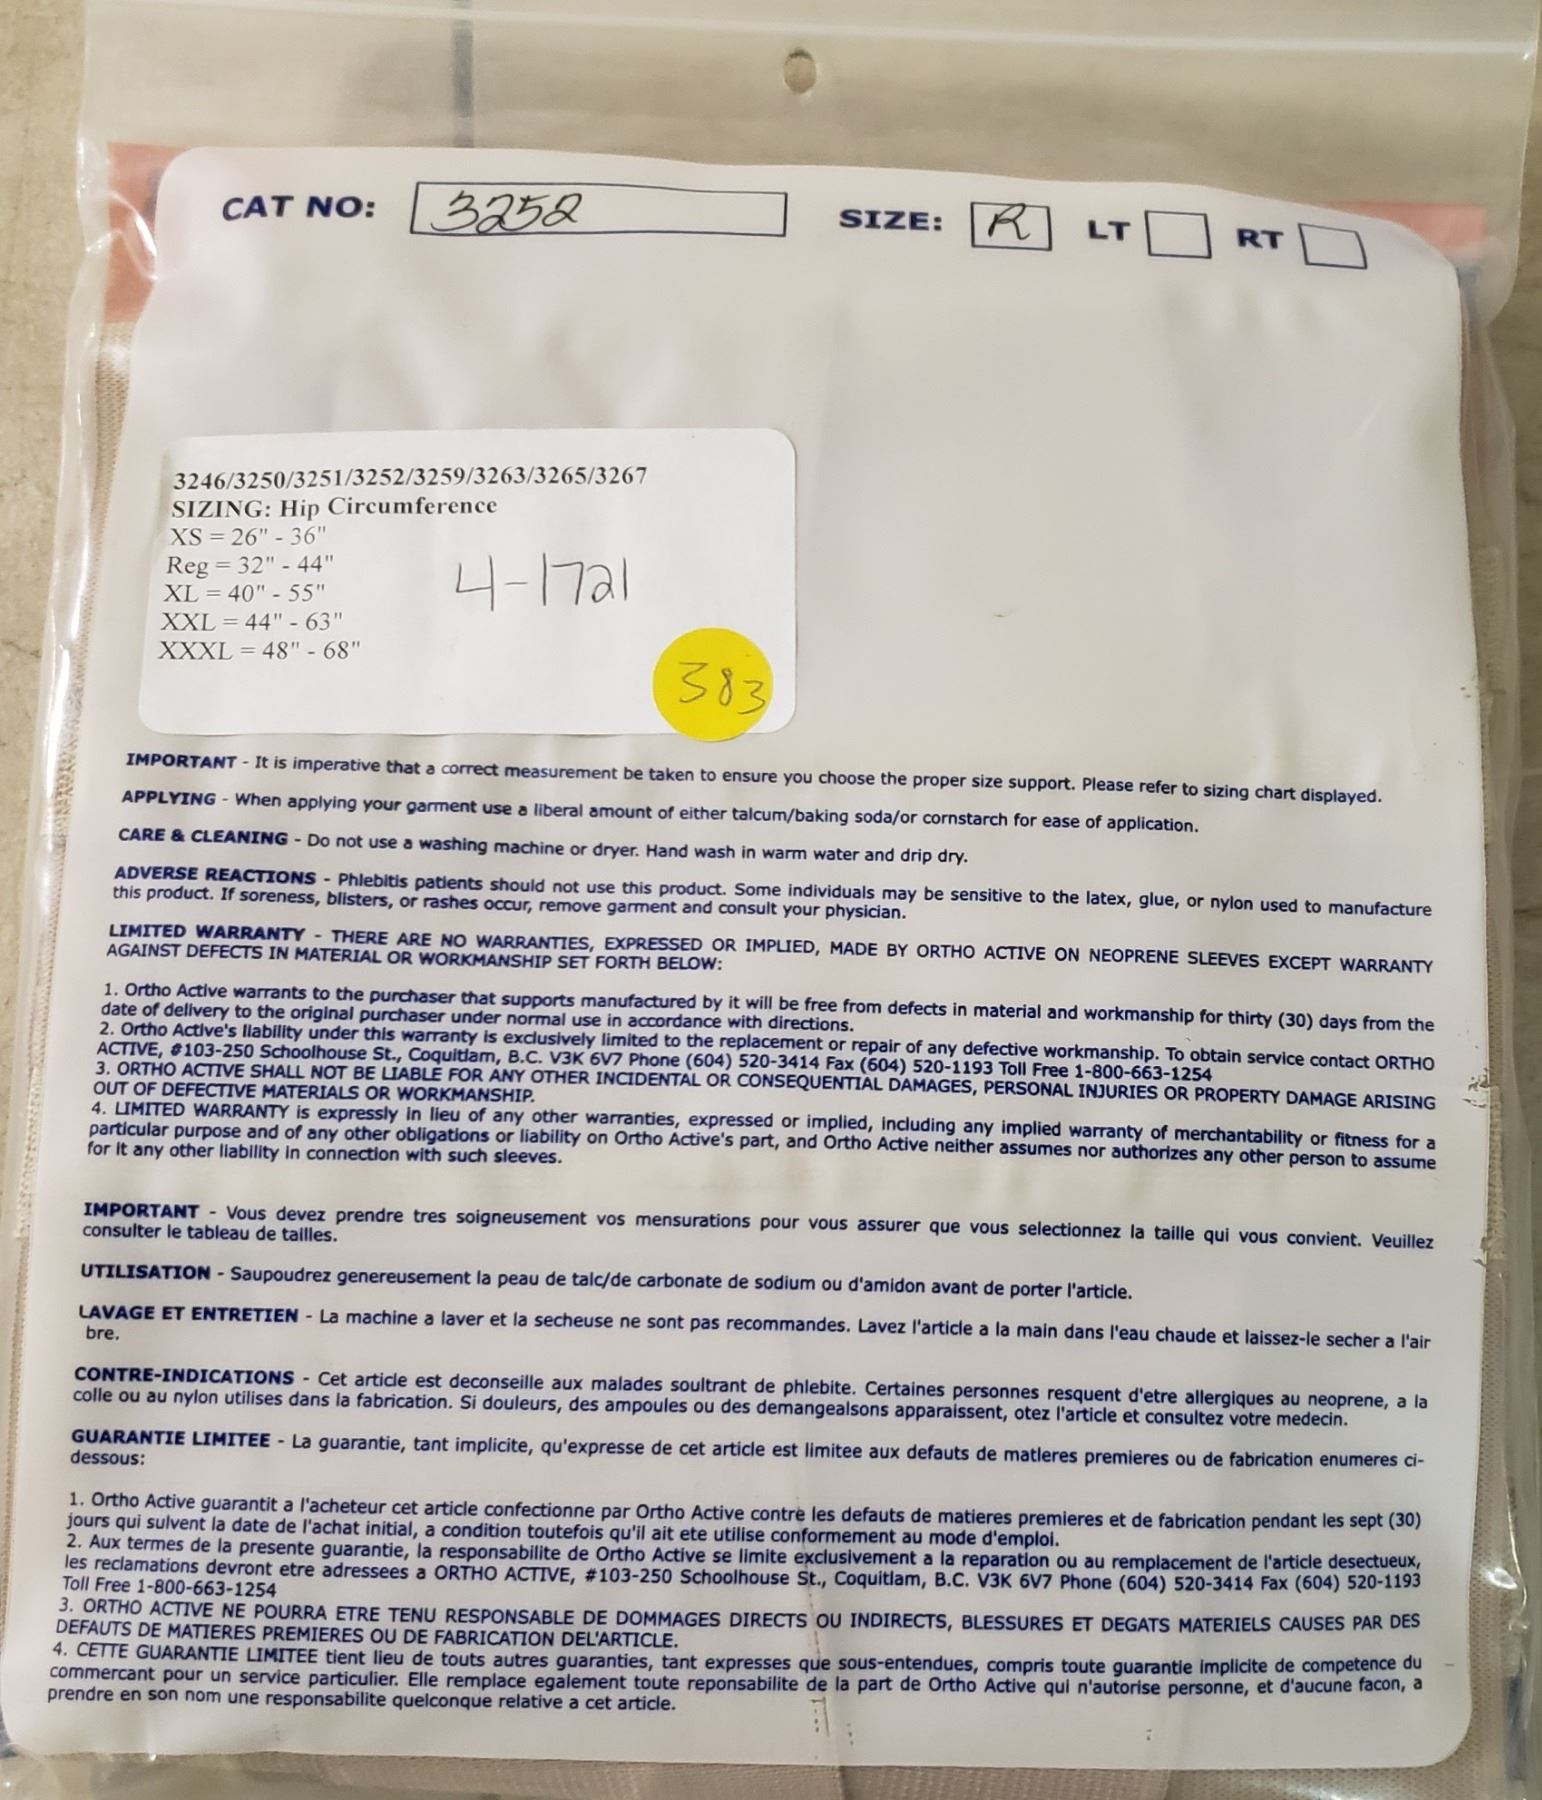 CAT NO: 3252 SIZE: R LT RT
3246/3250/3251/3252/3259/3263/3265/3267
SIZING: Hip Circumference
XS = 26" - 36"
Reg = 32" - 44"
XL = 40" - 55"
XXL = 44" - 63"
XXXL = 48" - 68"
4-1721
383
IMPORTANT - It is imperative that a correct measurement be taken to ensure you choose the proper size support. Please refer to sizing chart displayed.
APPLYING - When applying your garment use a liberal amount of either talcum/baking soda/or cornstarch for ease of application.
CARE & CLEANING - Do not use a washing machine or dryer. Hand wash in warm water and drip dry.
ADVERSE REACTIONS - Phlebitis patients should not use this product. Some individuals may be sensitive to the latex, glue, or nylon used to manufacture
this product. If soreness, blisters, or rashes occur, remove garment and consult your physician.
LIMITED WARRANTY - THERE ARE NO WARRANTIES, EXPRESSED OR IMPLIED, MADE BY ORTHO ACTIVE ON NEOPRENE SLEEVES EXCEPT WARRANTY
AGAINST DEFECTS IN MATERIAL OR WORKMANSHIP SET FORTH BELOW:
1. Ortho Active warrants to the purchaser that supports manufactured by it will be free from defects in material and workmanship for thirty (30) days from the
date of delivery to the original purchaser under normal use in accordance with directions.
2. Ortho Active's liability under this warranty is exclusively limited to the replacement or repair of any defective workmanship. To obtain service contact ORTHO
ACTIVE, #103-250 Schoolhouse St., Coquitlam, B.C. V3K 6V7 Phone (604) 520-3414 Fax (604) 520-1193 Toll Free 1-800-663-1254
3. ORTHO ACTIVE SHALL NOT BE LIABLE FOR ANY OTHER INCIDENTAL OR CONSEQUENTIAL DAMAGES, PERSONAL INJURIES OR PROPERTY DAMAGE ARISING
OUT OF DEFECTIVE MATERIALS OR WORKMANSHIP.
4. LIMITED WARRANTY is expressly in lieu of any other warranties, expressed or implied, including any implied warranty of merchantability or fitness for a
particular purpose and of any other obligations or liability on Ortho Active's part, and Ortho Active neither assumes nor authorizes any other person to assume
for it any other liability in connection with such sleeves.
IMPORTANT - Vous devez prendre tres soigneusement vos mensurations pour vous assurer que vous selectionnez la taille qui vous convient. Veuillez
consulter le tableau de tailles.
UTILISATION - Saupoudrez genereusement la peau de talc/de carbonate de sodium ou d'amidon avant de porter l'article.
LAVAGE ET ENTRETIEN - La machine a laver et la secheuse ne sont pas recommandes. Lavez l'article a la main dans l'eau chaude et laissez-le secher a l'air
bre.
CONTRE-INDICATIONS - Cet article est deconseille aux malades soultrant de phlebite. Certaines personnes resquent d'etre allergiques au neoprene, a la
colle ou au nylon utilises dans la fabrication. Si douleurs, des ampoules ou des demangealsons apparaissent, otez l'article et consultez votre medecin.
GUARANTIE LIMITEE - La guarantie, tant implicite, qu'expresse de cet article est limitee aux defauts de matieres premieres ou de fabrication enumeres ci-
dessous:
1. Ortho Active guarantit a l'acheteur cet article confectionne par Ortho Active contre les defauts de matieres premieres et de fabrication pendant les sept (30)
jours qui sulvent la date de l'achat initial, a condition toutefois qu'il ait ete utilise conformement au mode d'emploi.
2. Aux termes de la presente guarantie, la responsabilite de Ortho Active se limite exclusivement a la reparation ou au remplacement de l'article desectueux,
les reclamations devront etre adressees a ORTHO ACTIVE, #103-250 Schoolhouse St., Coquitlam, B.C. V3K 6V7 Phone (604) 520-3414 Fax (604) 520-1193
Toll Free 1-800-663-1254
3. ORTHO ACTIVE NE POURRA ETRE TENU RESPONSABLE DE DOMMAGES DIRECTS OU INDIRECTS, BLESSURES ET DEGATS MATERIELS CAUSES PAR DES
DEFAUTS DE MATIERES PREMIERES OU DE FABRICATION DEL'ARTICLE.
4. CETTE GUARANTIE LIMITEE tient lieu de touts autres guaranties, tant expresses que sous-entendues, compris toute guarantie implicite de competence du
commercant pour un service particulier. Elle remplace egalement toute reponsabilite de la part de Ortho Active qui n'autorise personne, et d'aucune facon, a
prendre en son nom une responsabilite quelconque relative a cet article.